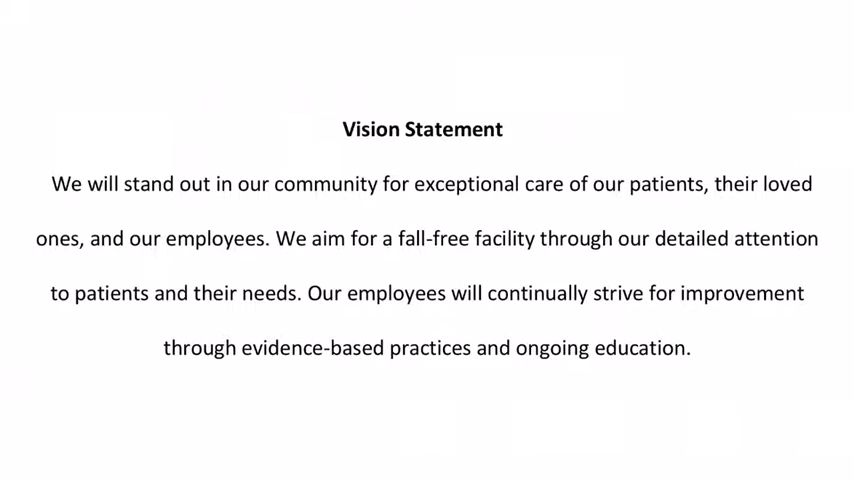 Vision Statement
We will stand out in our community for exceptional care of our patients, their loved
ones, and our employees. We aim for a fall-free facility through our detailed attention
to patients and their needs. Our employees will continually strive for improvement
through evidence-based practices and ongoing education.